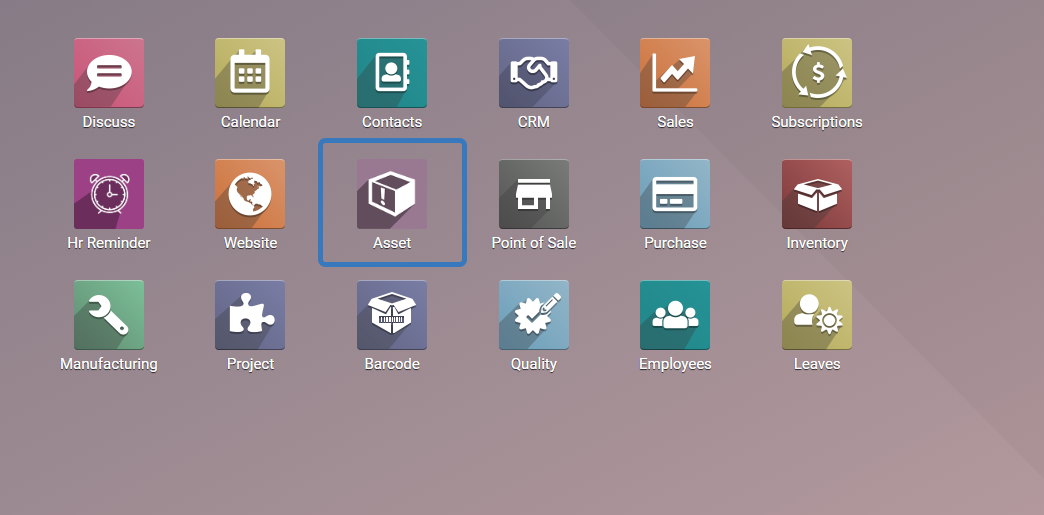 Discuss
Calendar
Contacts
CRM
Sales
Subscriptions
Hr Reminder
Website
Asset
Point of Sale
Purchase
Inventory
Manufacturing
Project
Barcode
Quality
Employees
Leaves